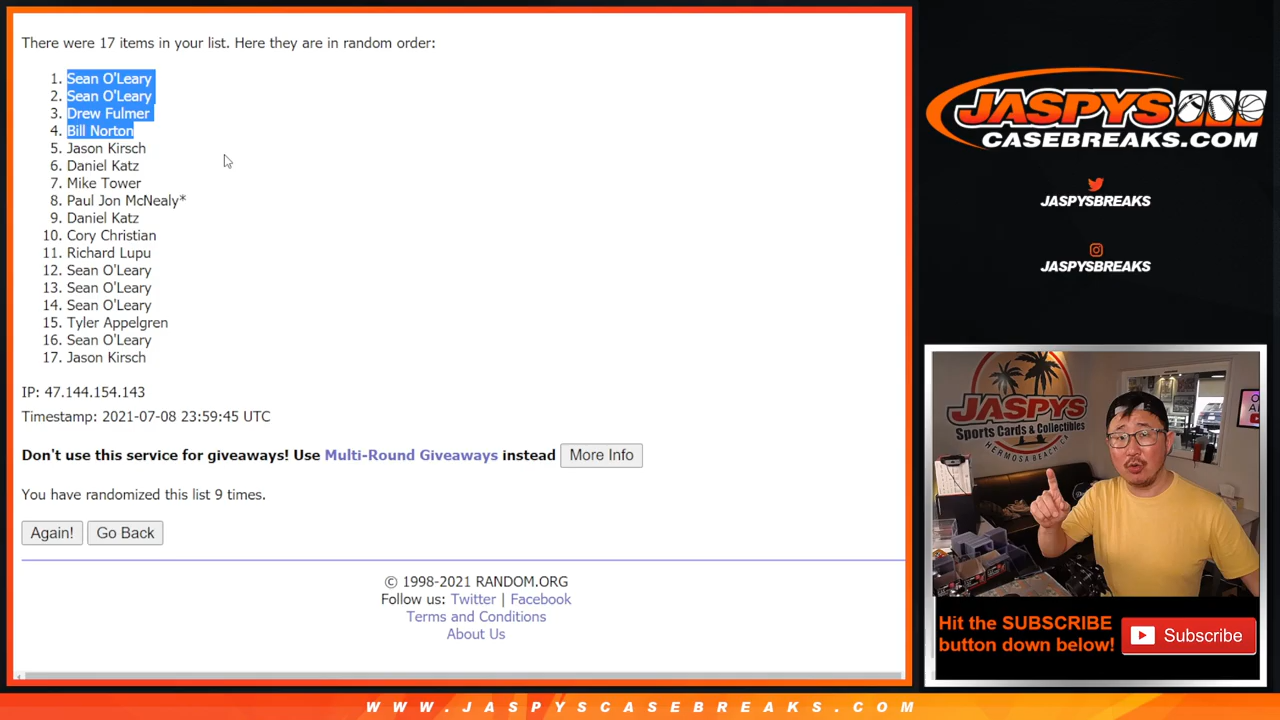 There were 17 items in your list. Here they are in random order:
1. Sean O'Leary
2. Sean O'Leary
3. Drew Fulmer
4. Bill Norton
5. Jason Kirsch
6. Daniel Katz
7. Mike Tower
8. Paul Jon McNealy*
9. Daniel Katz
10. Cory Christian
11. Richard Lupu
12. Sean O'Leary
13. Sean O'Leary
14. Sean O'Leary
15. Tyler Appelgren
16. Sean O'Leary
17. Jason Kirsch
IP: 47.144.154.143
Timestamp: 2021-07-08 23:59:45 UTC
Don't use this service for giveaways! Use Multi-Round Giveaways instead More Info
You have randomized this list 9 times.
Again! Go Back
© 1998-2021 RANDOM.ORG
Follow us: Twitter | Facebook
Terms and Conditions
About Us
JASPYS
CASEBREAKS.COM
JASPYSBREAKS
JASPYSBREAKS
JASPYS
Sports Cards & Collectibles
HERMOSA BEACH, CA
Hit the SUBSCRIBE
button down below!
Subscribe
WWW.JASPYSCASEBREAKS.COM